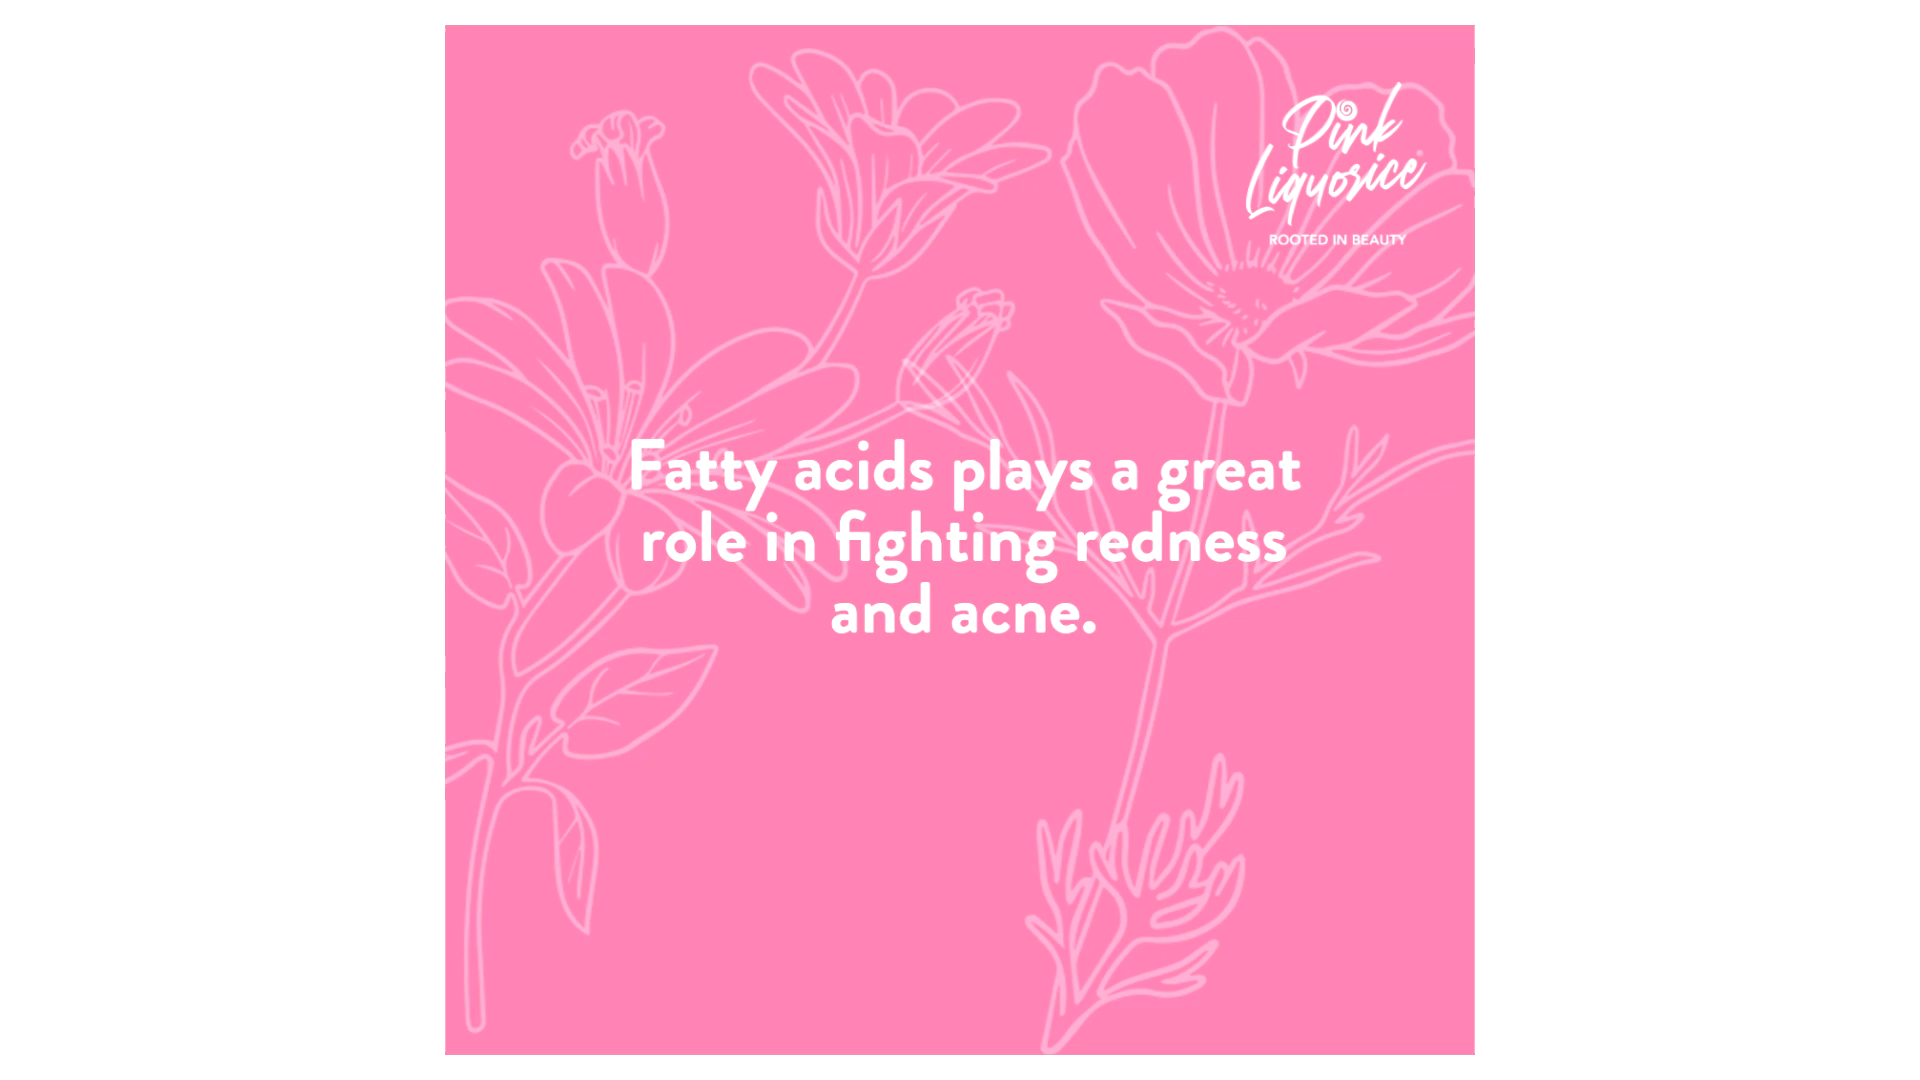 Pink
Liquorice
ROOTED IN BEAUTY
Fatty acids plays a great
role in fighting redness
and acne.